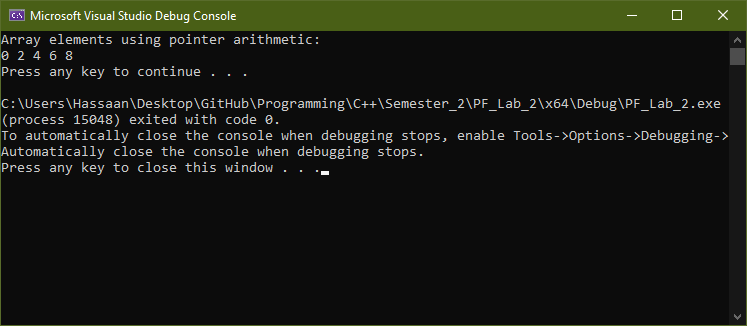 Microsoft Visual Studio Debug Console
Array elements using pointer arithmetic:
0 2 4 6 8
Press any key to continue . . .
C:\Users\Hassaan\Desktop\GitHub\Programming\C++\Semester_2\PF_Lab_2\x64\Debug\PF_Lab_2.exe
(process 15048) exited with code 0.
To automatically close the console when debugging stops, enable Tools->Options->Debugging->
Automatically close the console when debugging stops.
Press any key to close this window . . .